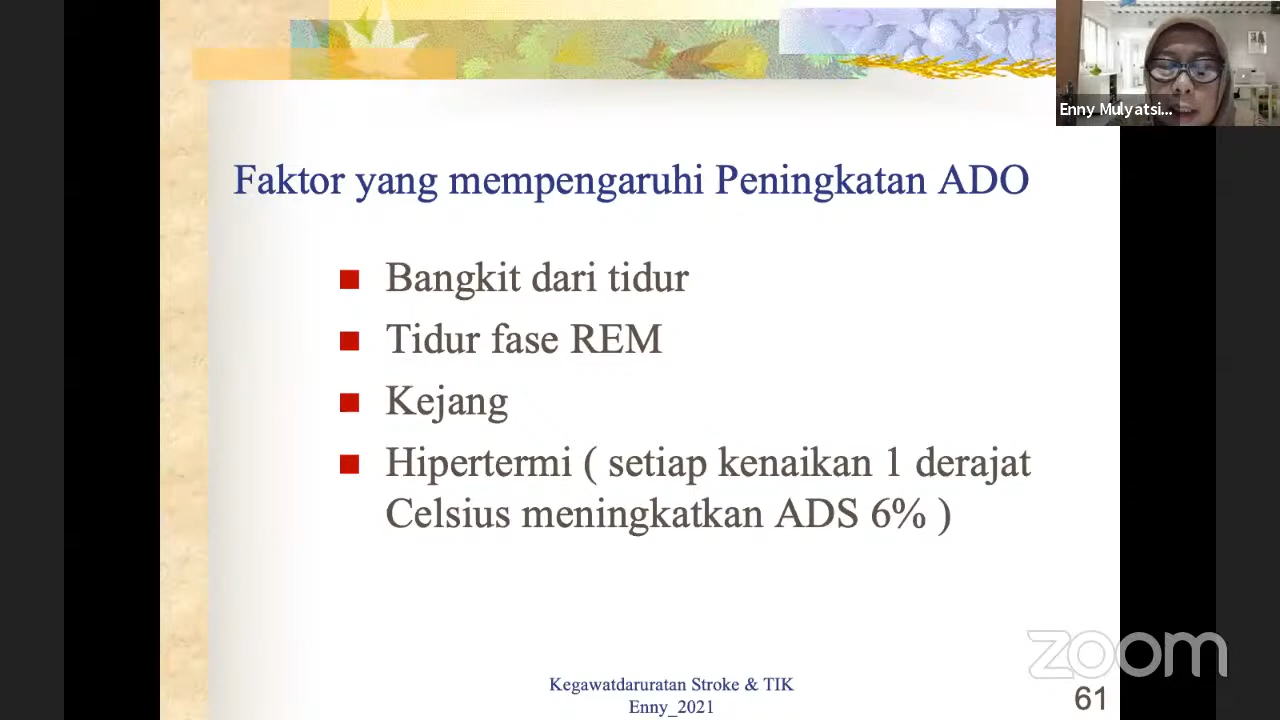 Enny Mulyatsi...
Faktor yang mempengaruhi Peningkatan ADO
Bangkit dari tidur
Tidur fase REM
Kejang
Hipertermi ( setiap kenaikan 1 derajat
Celsius meningkatkan ADS 6% )
zoom
Kegawatdaruratan Stroke & TIK
Enny_2021
61